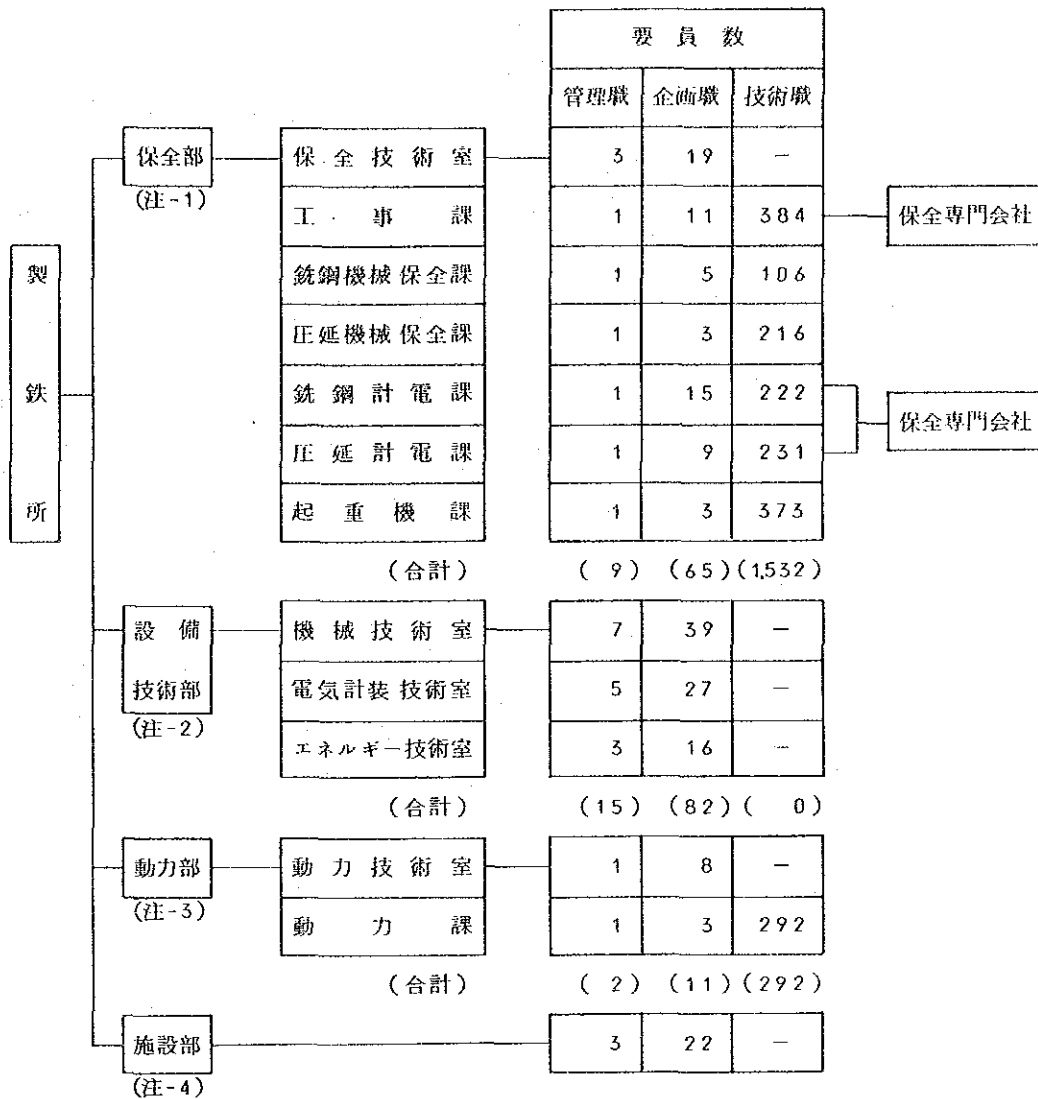 要員数
管理職 企画職 技術職
保全部 保全技術室 3 19 −
(注-1)
工事課 1 11 384 保全専門会社
製鉄所
銑鋼機械保全課 1 5 106
圧延機械保全課 1 3 216
銑鋼計電課 1 15 222
保全専門会社
圧延計電課 1 9 231
起重機課 1 3 373
(合計) (9) (65) (1,532)
設備技術部 機械技術室 7 39 −
電気計装技術室 5 27 −
(注-2)
エネルギー技術室 3 16 −
(合計) (15) (82) (0)
動力部 動力技術室 1 8 −
(注-3)
動力課 1 3 292
(合計) (2) (11) (292)
施設部 3 22 −
(注-4)